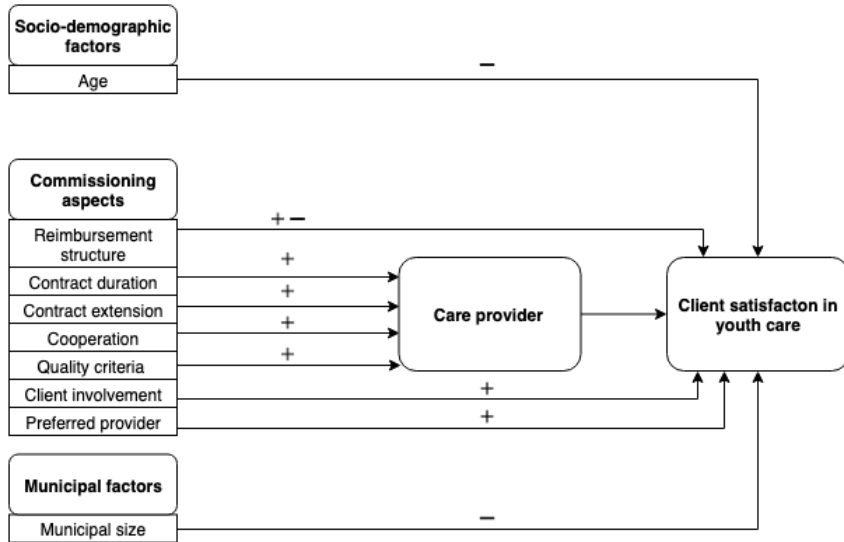 Socio-demographic
factors
Age
−
Commissioning
aspects
Reimbursement
structure
+ −
Contract duration
+
Contract extension
+
Cooperation
+
Quality criteria
+
Client involvement
+
Preferred provider
+
Care provider
Client satisfacton in
youth care
Municipal factors
Municipal size
−